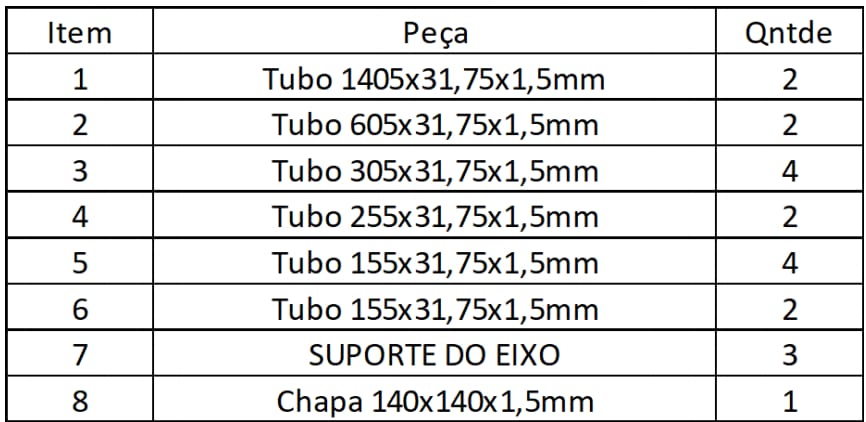 Item Peça Qntde
1 Tubo 1405x31,75x1,5mm 2
2 Tubo 605x31,75x1,5mm 2
3 Tubo 305x31,75x1,5mm 4
4 Tubo 255x31,75x1,5mm 2
5 Tubo 155x31,75x1,5mm 4
6 Tubo 155x31,75x1,5mm 2
7 SUPORTE DO EIXO 3
8 Chapa 140x140x1,5mm 1